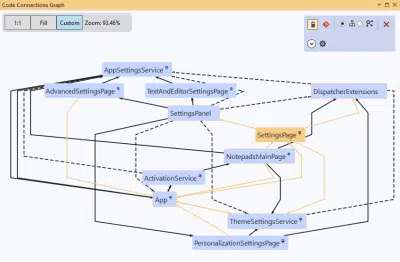 Code Connections Graph
1:1
Fill
Custom
Zoom: 93.46%
AppSettingsService
AdvancedSettingsPage
TextAndEditorSettingsPage
DispatcherExtensions
SettingsPanel
SettingsPage
NotepadsMainPage
ActivationService
App
ThemeSettingsService
PersonalizationSettingsPage